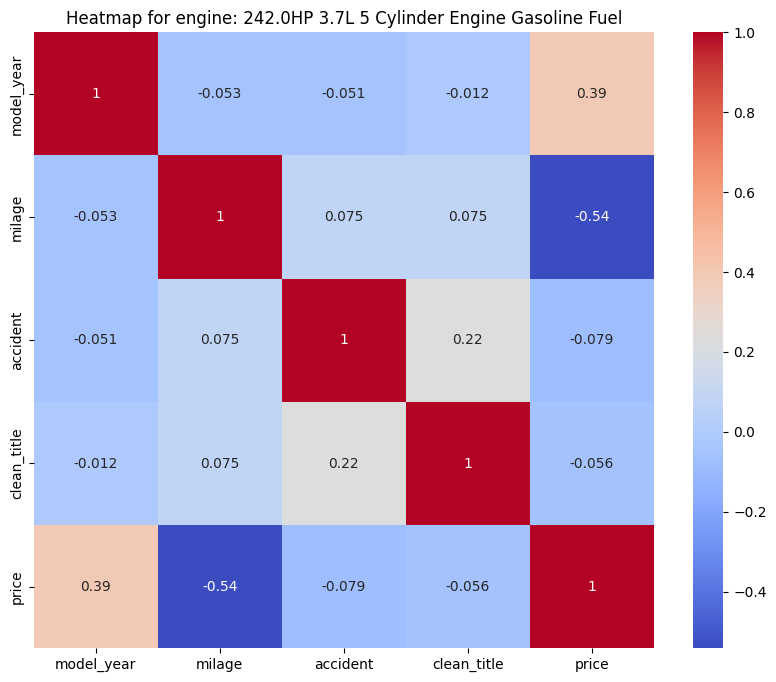 Heatmap for engine: 242.0HP 3.7L 5 Cylinder Engine Gasoline Fuel
model_year 1 -0.053 -0.051 -0.012 0.39
milage -0.053 1 0.075 0.075 -0.54
accident -0.051 0.075 1 0.22 -0.079
clean_title -0.012 0.075 0.22 1 -0.056
price 0.39 -0.54 -0.079 -0.056 1
model_year milage accident clean_title price
1.0
0.8
0.6
0.4
0.2
0.0
−0.2
−0.4